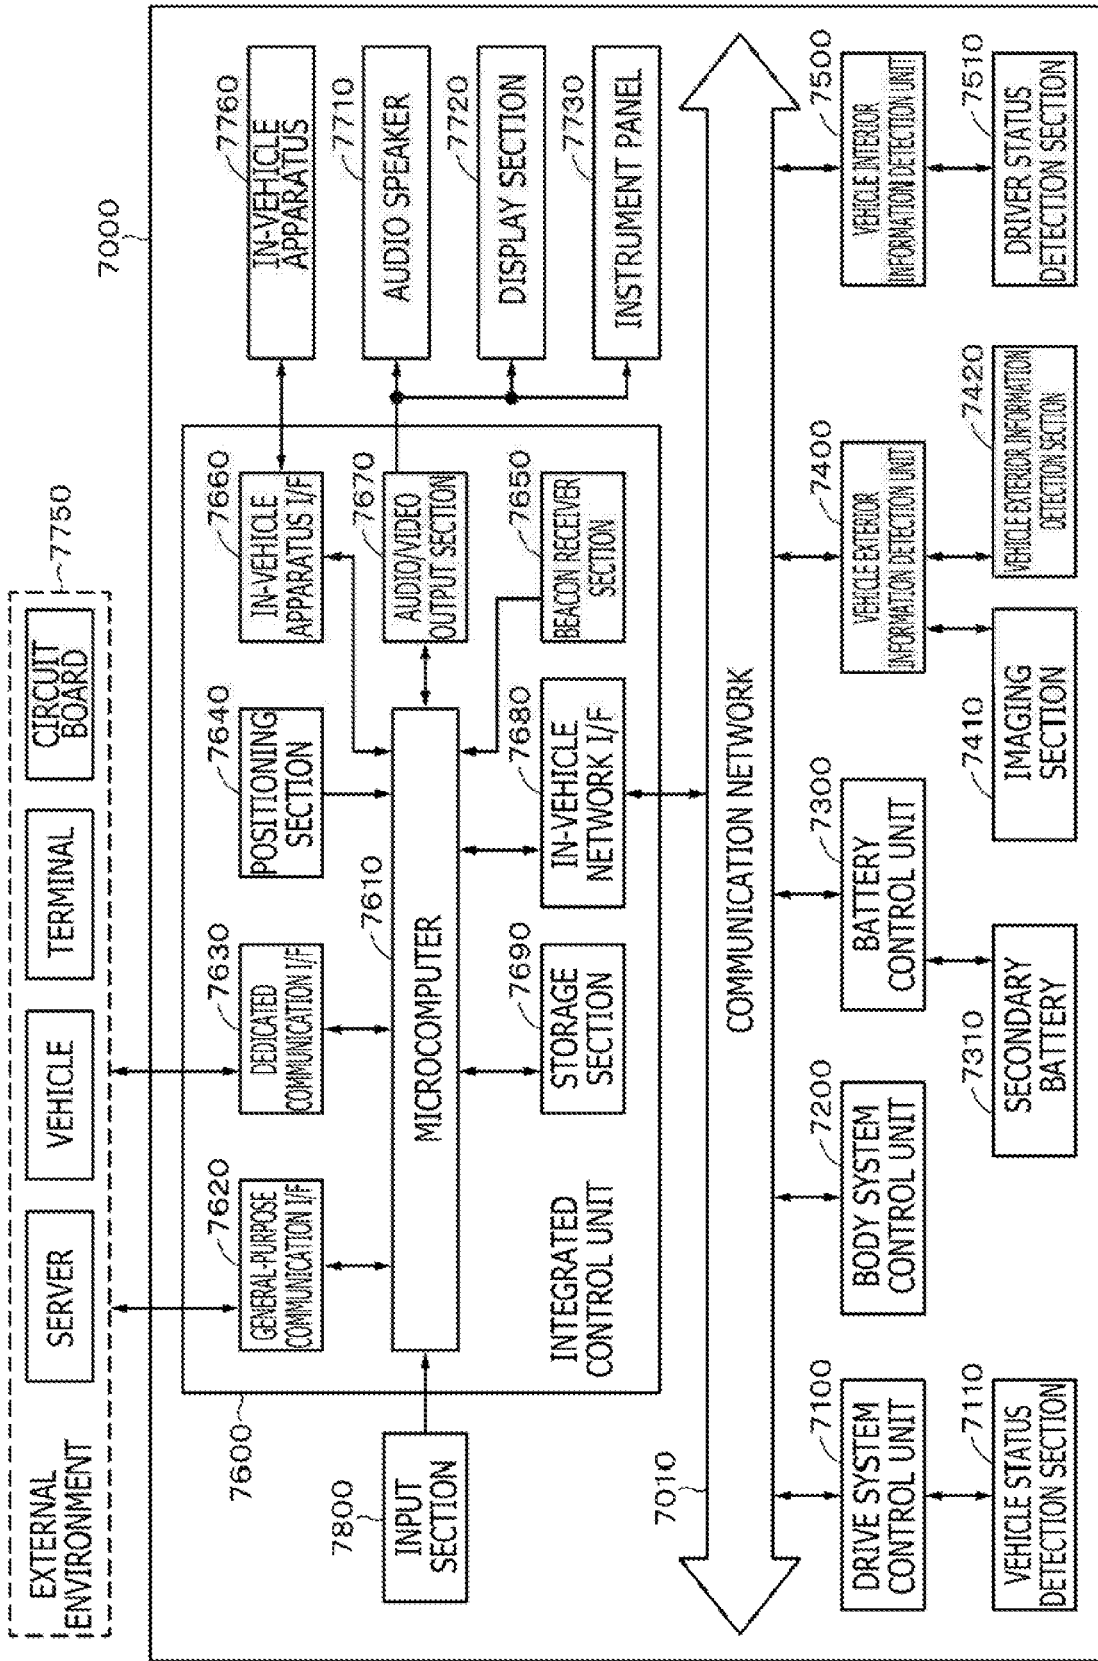 EXTERNAL
ENVIRONMENT
SERVER
VEHICLE
TERMINAL
CIRCUIT
BOARD
7750
7000
7600
7620
GENERAL-PURPOSE
COMMUNICATION I/F
7630
DEDICATED
COMMUNICATION I/F
7640
POSITIONING
SECTION
7660
IN-VEHICLE
APPARATUS I/F
7760
IN-VEHICLE
APPARATUS
7800
INPUT
SECTION
7610
MICROCOMPUTER
7670
AUDIO/VIDEO
OUTPUT SECTION
7710
AUDIO SPEAKER
7720
DISPLAY SECTION
7730
INSTRUMENT PANEL
INTEGRATED
CONTROL UNIT
7690
STORAGE
SECTION
7680
IN-VEHICLE
NETWORK I/F
7650
BEACON RECEIVER
SECTION
7010
COMMUNICATION NETWORK
7100
DRIVE SYSTEM
CONTROL UNIT
7200
BODY SYSTEM
CONTROL UNIT
7300
BATTERY
CONTROL UNIT
7400
VEHICLE EXTERIOR
INFORMATION DETECTION UNIT
7500
VEHICLE INTERIOR
INFORMATION DETECTION UNIT
7110
VEHICLE STATUS
DETECTION SECTION
7310
SECONDARY
BATTERY
7410
IMAGING
SECTION
7420
VEHICLE EXTERIOR INFORMATION
DETECTION SECTION
7510
DRIVER STATUS
DETECTION SECTION